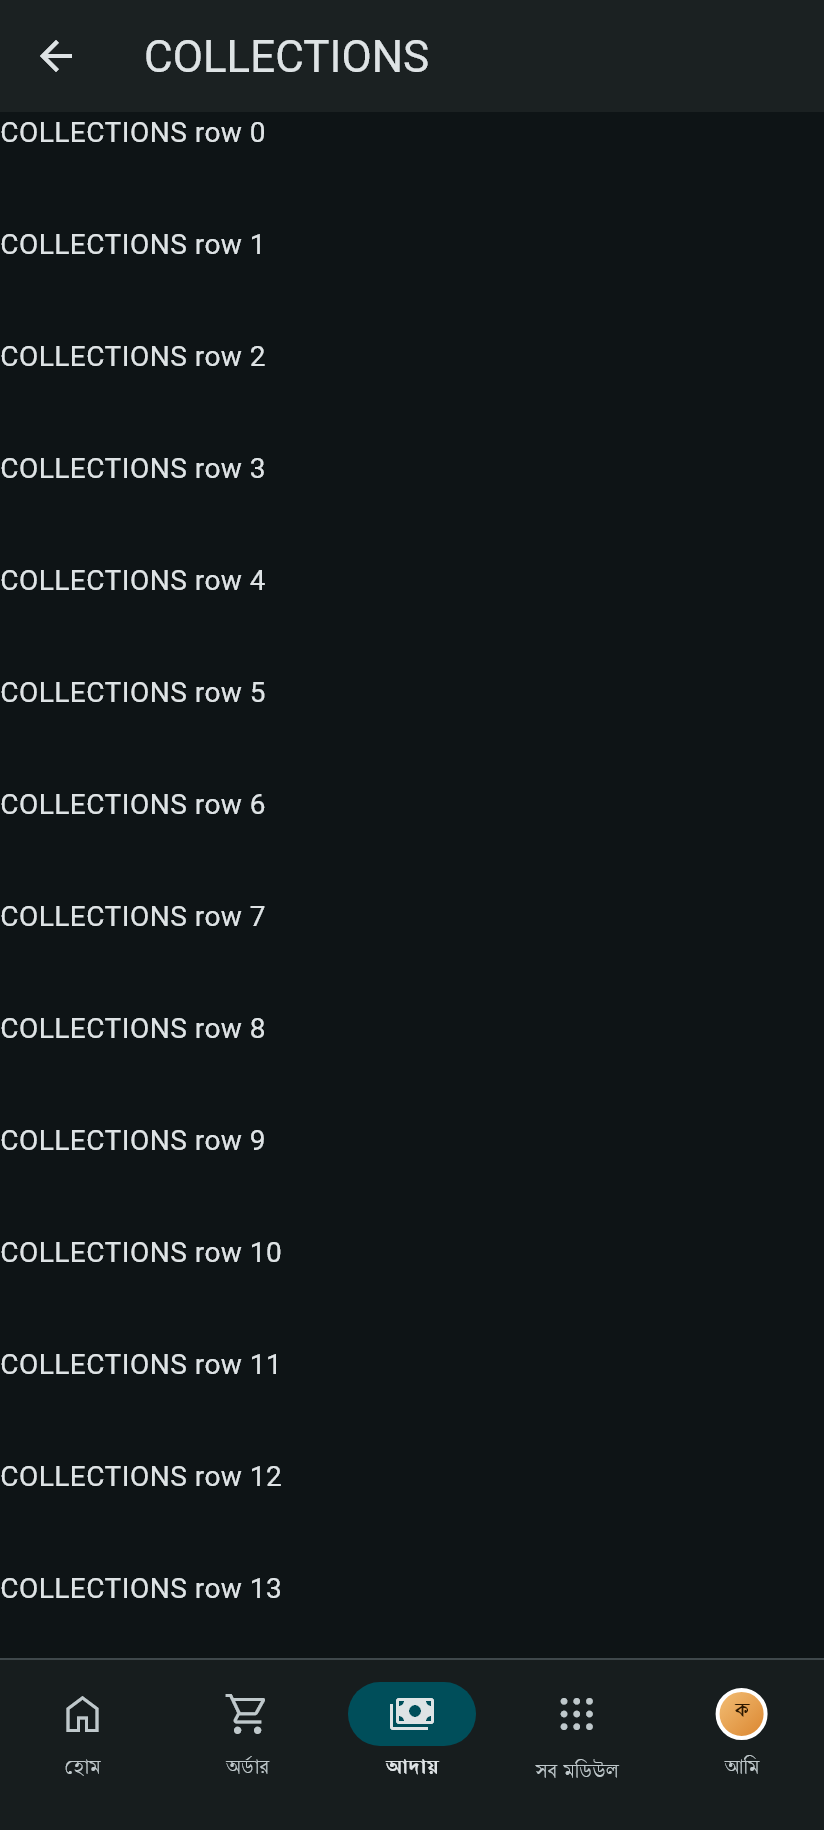 COLLECTIONS
COLLECTIONS row 0
COLLECTIONS row 1
COLLECTIONS row 2
COLLECTIONS row 3
COLLECTIONS row 4
COLLECTIONS row 5
COLLECTIONS row 6
COLLECTIONS row 7
COLLECTIONS row 8
COLLECTIONS row 9
COLLECTIONS row 10
COLLECTIONS row 11
COLLECTIONS row 12
COLLECTIONS row 13
ক
হোম অর্ডার আদায় সব মডিউল আমি